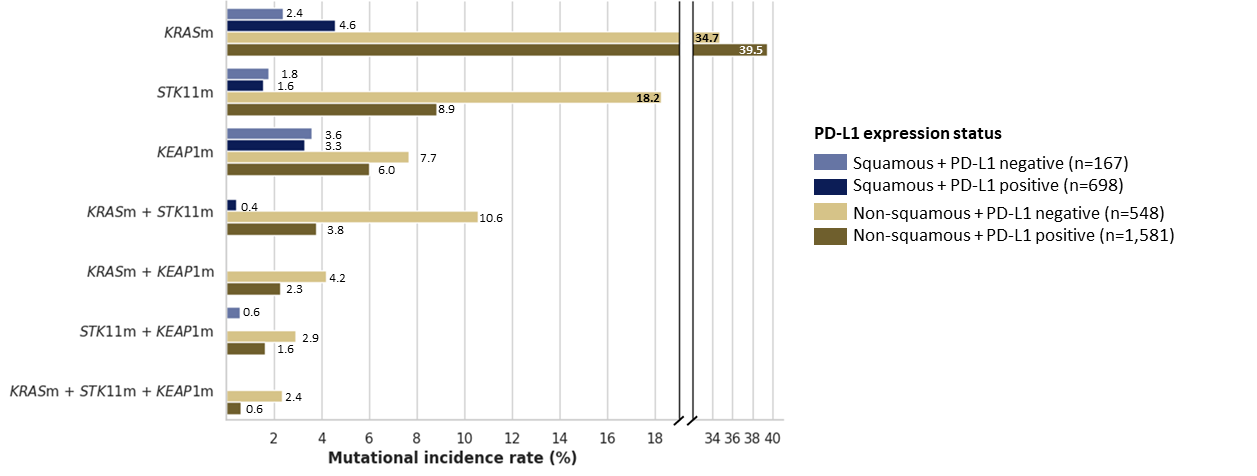 KRASm
2.4
4.6
34.7
39.5
STK11m
1.8
1.6
18.2
8.9
KEAP1m
3.6
3.3
7.7
6.0
KRASm + STK11m
0.4
10.6
3.8
KRASm + KEAP1m
4.2
2.3
STK11m + KEAP1m
0.6
2.9
1.6
KRASm + STK11m + KEAP1m
2.4
0.6
2 4 6 8 10 12 14 16 18 34 36 38 40
Mutational incidence rate (%)
PD-L1 expression status
Squamous + PD-L1 negative (n=167)
Squamous + PD-L1 positive (n=698)
Non-squamous + PD-L1 negative (n=548)
Non-squamous + PD-L1 positive (n=1,581)